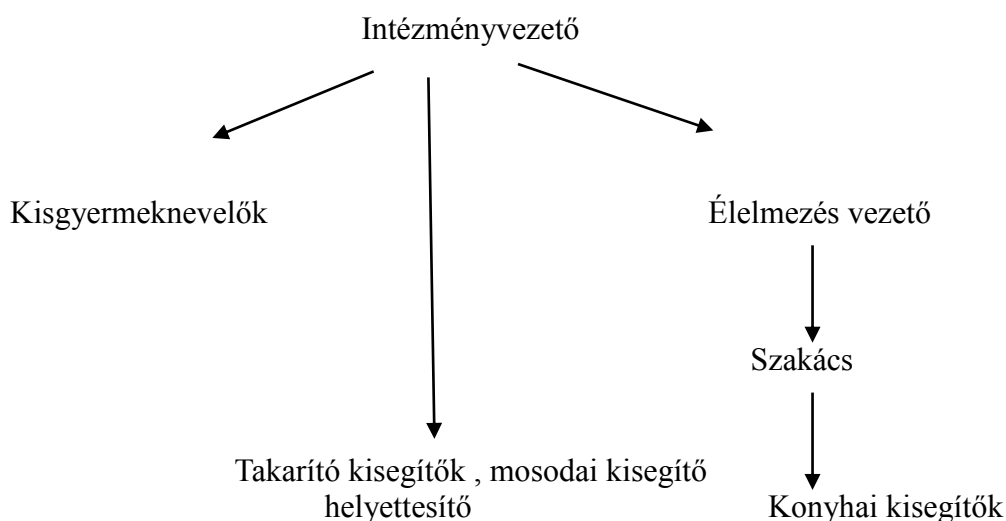 Intézményvezető
Kisgyermeknevelők
Élelmezés vezető
Szakács
Takarító kisegítők , mosodai kisegítő
helyettesítő
Konyhai kisegítők